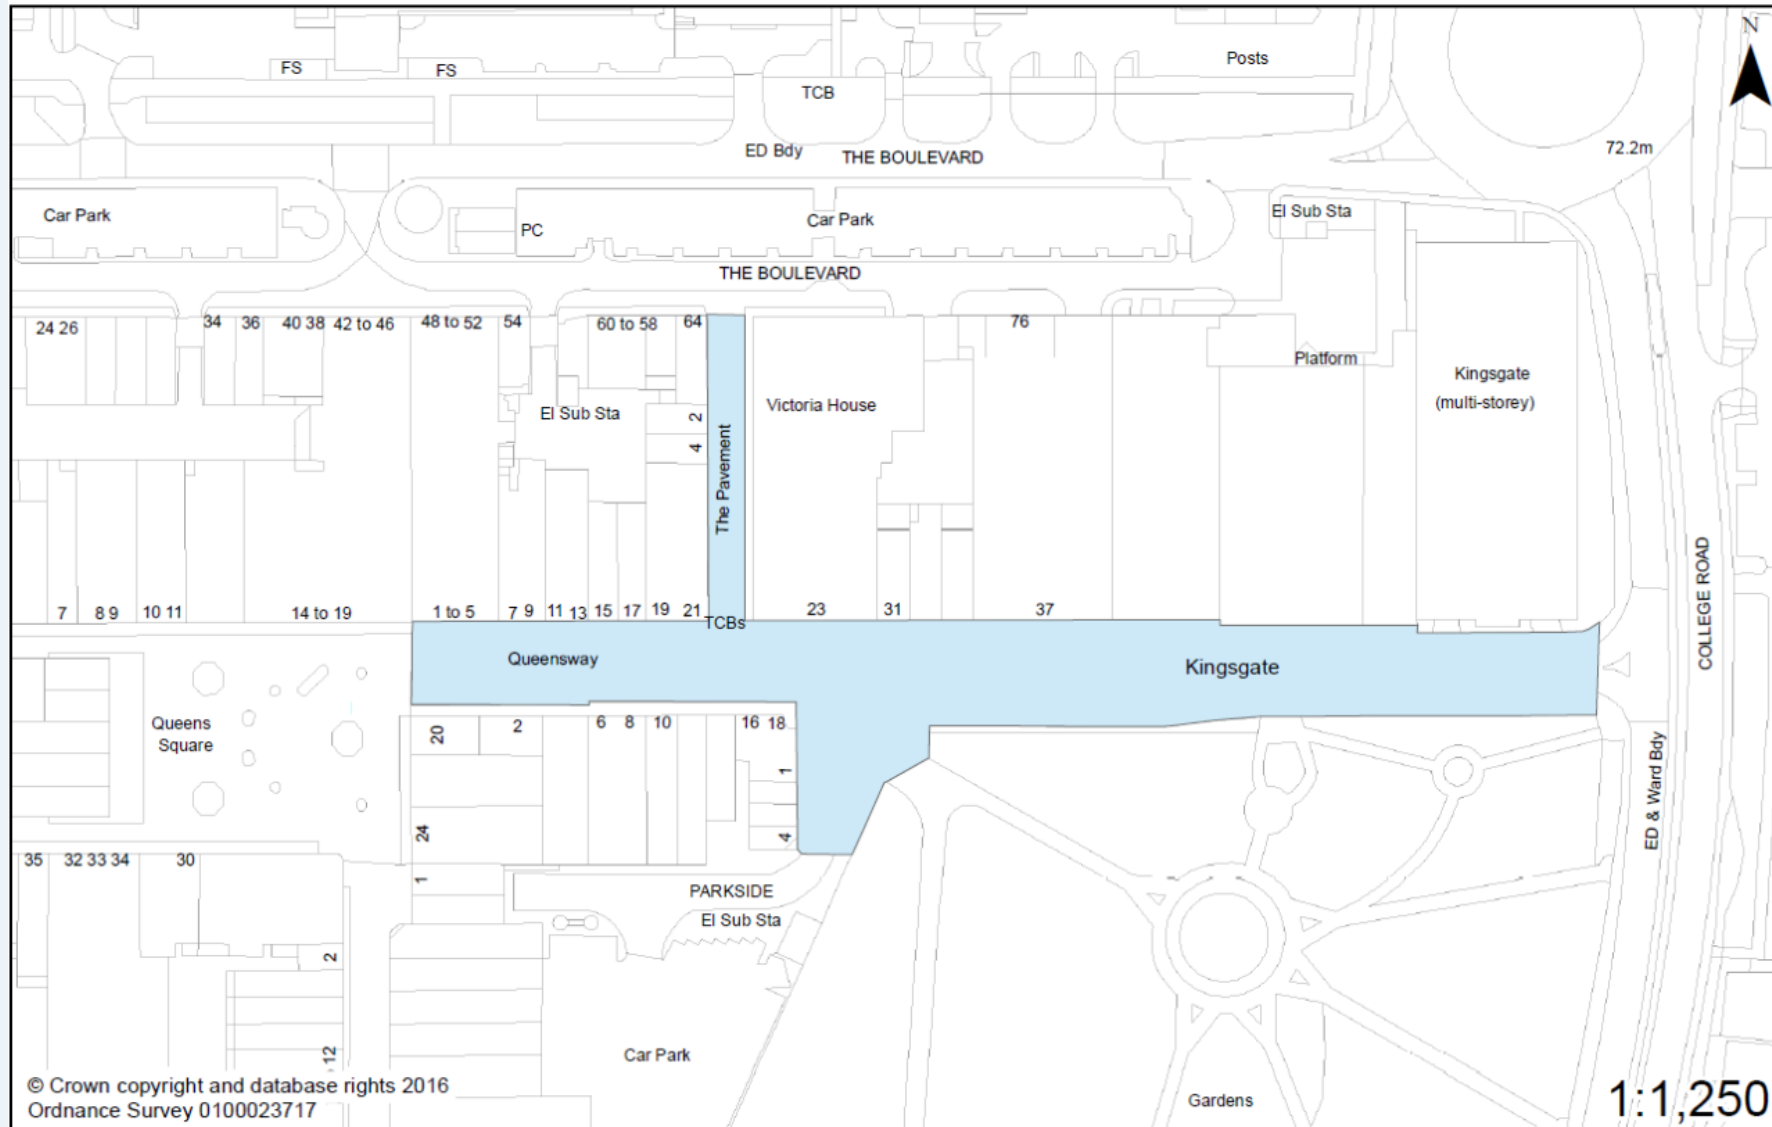 N
FS
FS
Posts
TCB
ED Bdy
THE BOULEVARD
72.2m
Car Park
PC
Car Park
El Sub Sta
THE BOULEVARD
24 26
34
36
40 38
42 to 46
48 to 52
54
60 to 58
64
76
Platform
Kingsgate
(multi-storey)
El Sub Sta
2
4
Victoria House
The Pavement
COLLEGE ROAD
7
8 9
10 11
14 to 19
1 to 5
7 9
11
13
15
17
19
21
TCBs
23
31
37
Queensway
Kingsgate
Queens
Square
20
2
6
8
10
16
18
1
4
24
1
ED & Ward Bdy
35
32 33 34
30
PARKSIDE
El Sub Sta
2
12
Car Park
Gardens
© Crown copyright and database rights 2016
Ordnance Survey 0100023717
1:1,250